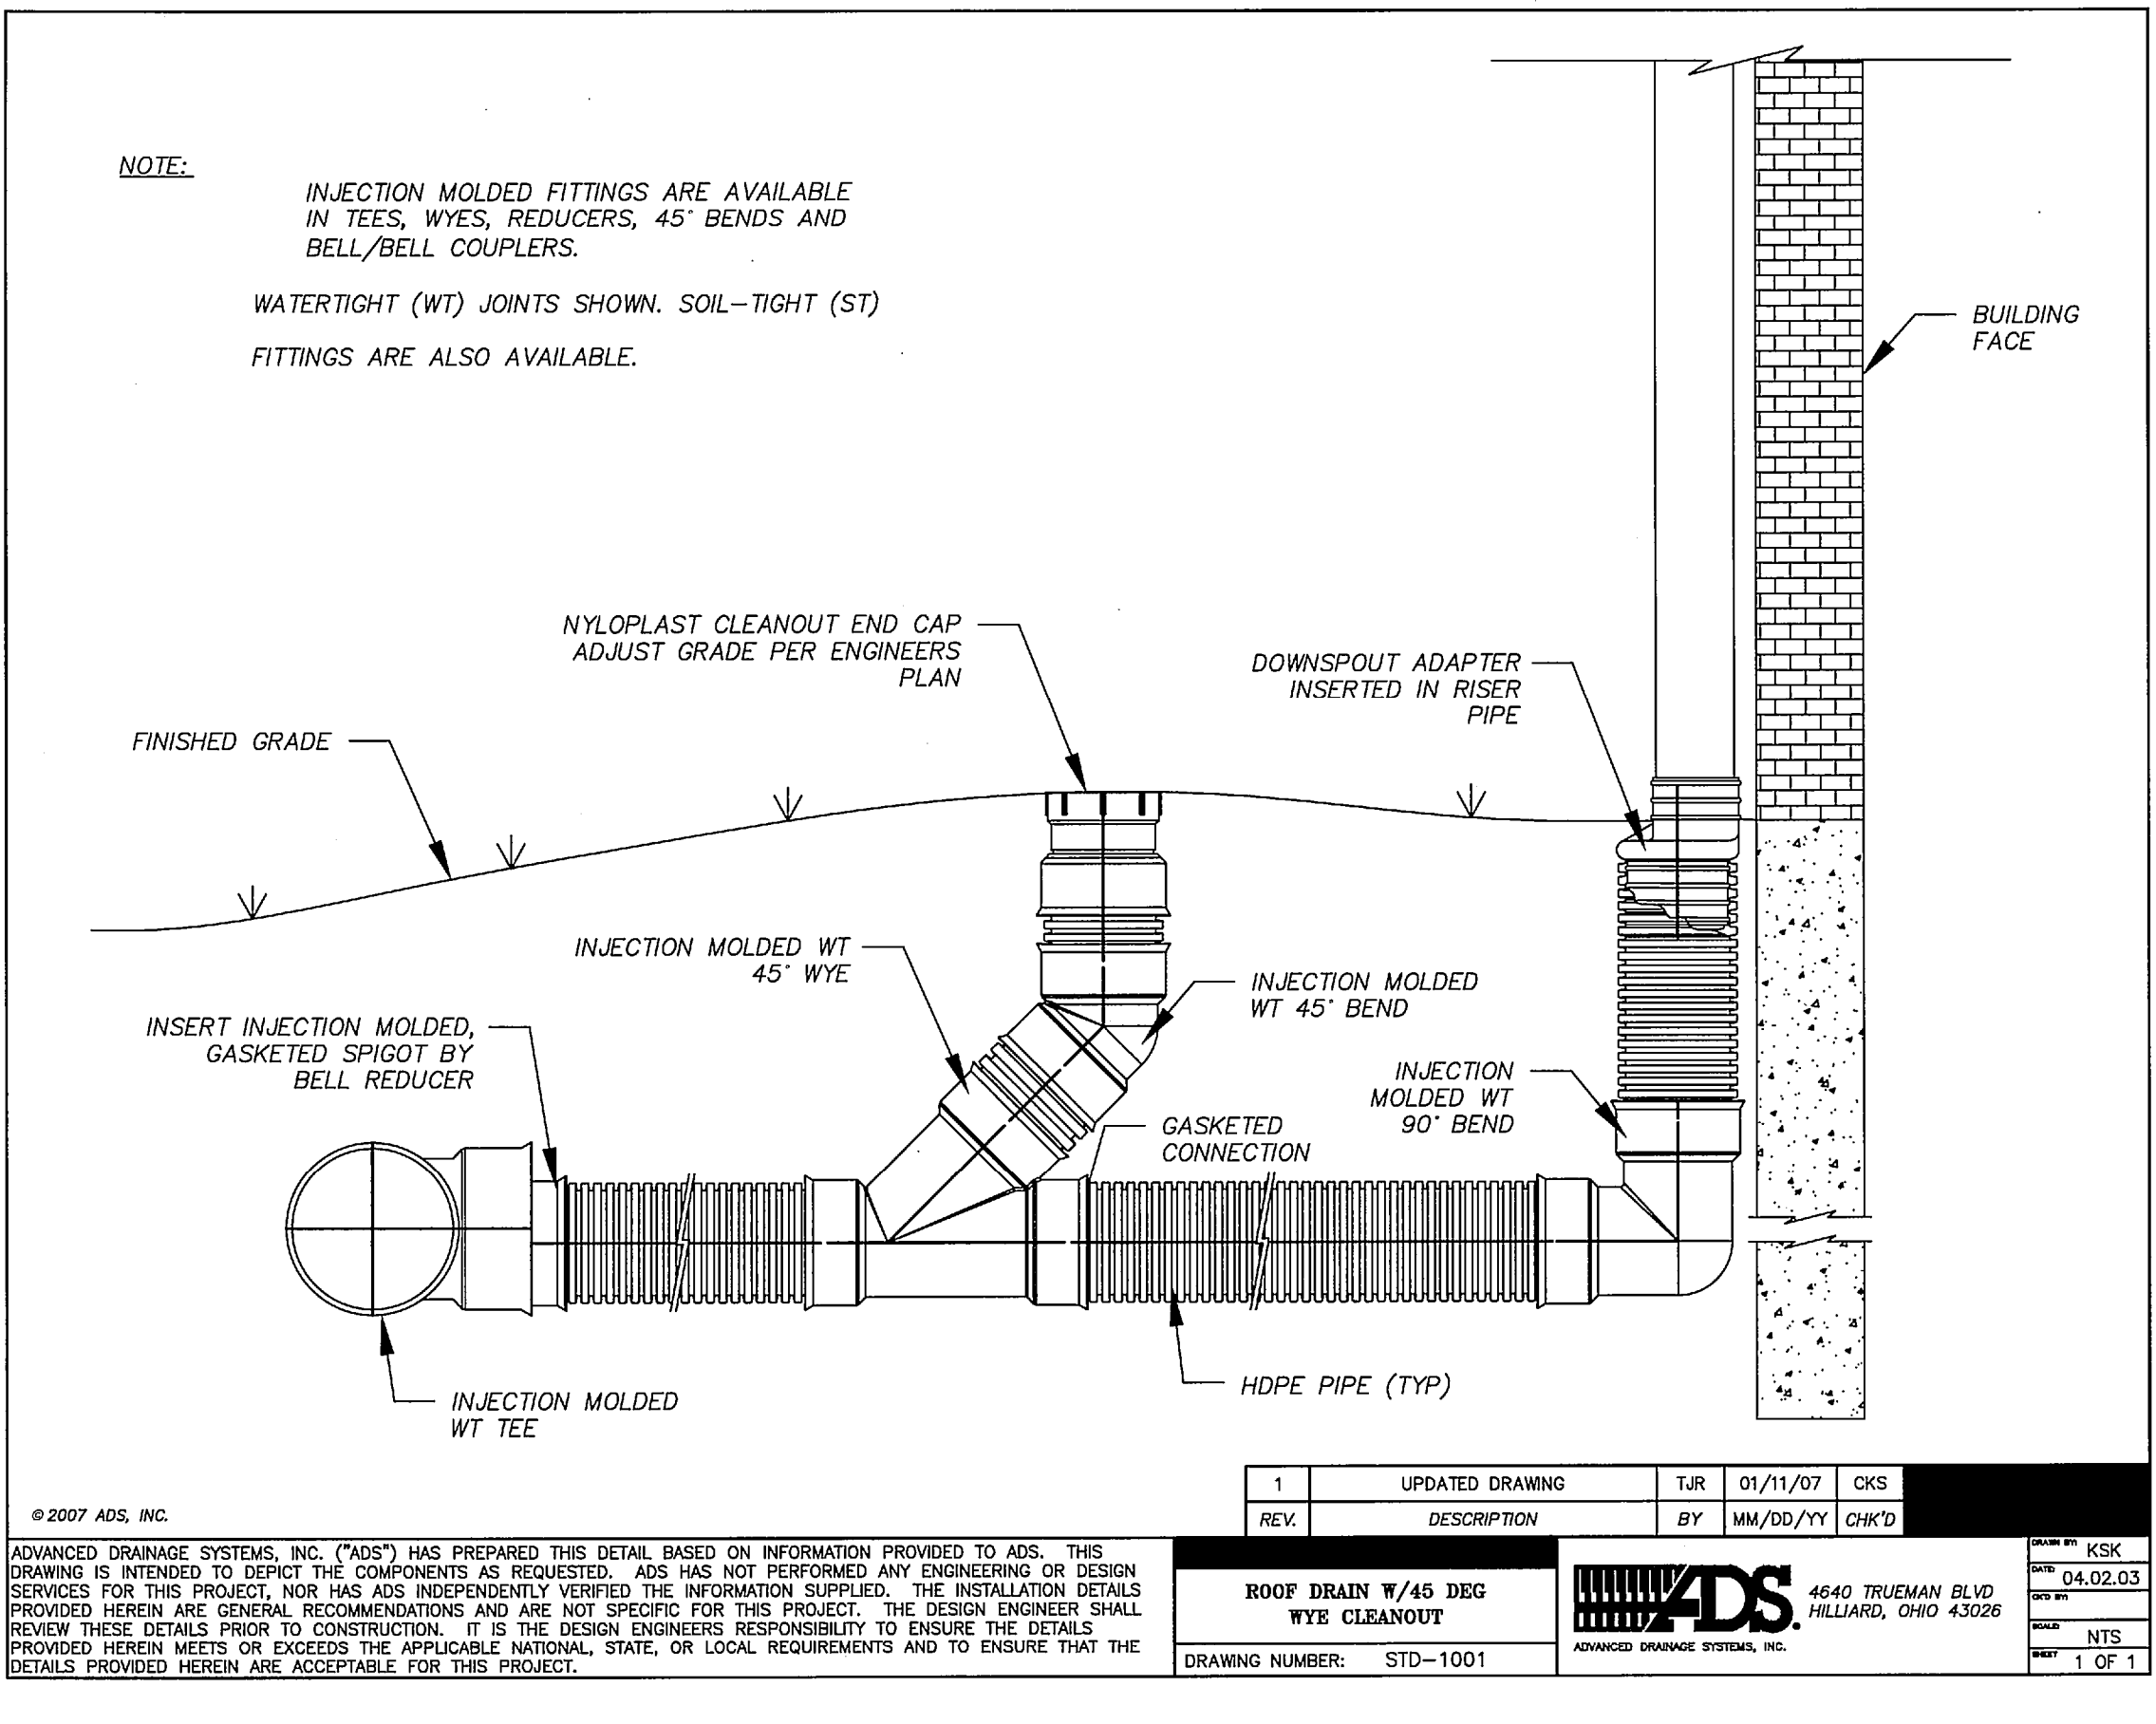 NOTE:
INJECTION MOLDED FITTINGS ARE AVAILABLE
IN TEES, WYES, REDUCERS, 45° BENDS AND
BELL/BELL COUPLERS.
WATERTIGHT (WT) JOINTS SHOWN. SOIL-TIGHT (ST)
FITTINGS ARE ALSO AVAILABLE.
BUILDING
FACE
NYLOPLAST CLEANOUT END CAP
ADJUST GRADE PER ENGINEERS
PLAN
DOWNSPOUT ADAPTER
INSERTED IN RISER
PIPE
FINISHED GRADE
INJECTION MOLDED WT
45° WYE
INJECTION MOLDED
WT 45° BEND
INSERT INJECTION MOLDED,
GASKETED SPIGOT BY
BELL REDUCER
INJECTION
MOLDED WT
90° BEND
GASKETED
CONNECTION
HDPE PIPE (TYP)
INJECTION MOLDED
WT TEE
1 UPDATED DRAWING TJR 01/11/07 CKS
REV. DESCRIPTION BY MM/DD/YY CHK'D
© 2007 ADS, INC.
ADVANCED DRAINAGE SYSTEMS, INC. ("ADS") HAS PREPARED THIS DETAIL BASED ON INFORMATION PROVIDED TO ADS. THIS
DRAWING IS INTENDED TO DEPICT THE COMPONENTS AS REQUESTED. ADS HAS NOT PERFORMED ANY ENGINEERING OR DESIGN
SERVICES FOR THIS PROJECT, NOR HAS ADS INDEPENDENTLY VERIFIED THE INFORMATION SUPPLIED. THE INSTALLATION DETAILS
PROVIDED HEREIN ARE GENERAL RECOMMENDATIONS AND ARE NOT SPECIFIC FOR THIS PROJECT. THE DESIGN ENGINEER SHALL
REVIEW THESE DETAILS PRIOR TO CONSTRUCTION. IT IS THE DESIGN ENGINEERS RESPONSIBILITY TO ENSURE THE DETAILS
PROVIDED HEREIN MEETS OR EXCEEDS THE APPLICABLE NATIONAL, STATE, OR LOCAL REQUIREMENTS AND TO ENSURE THAT THE
DETAILS PROVIDED HEREIN ARE ACCEPTABLE FOR THIS PROJECT.
ROOF DRAIN W/45 DEG
WYE CLEANOUT
DRAWING NUMBER: STD-1001
ADS.
ADVANCED DRAINAGE SYSTEMS, INC.
4640 TRUEMAN BLVD
HILLIARD, OHIO 43026
DRAWN BY: KSK
DATE: 04.02.03
CK'D BY:
SCALE: NTS
SHEET 1 OF 1